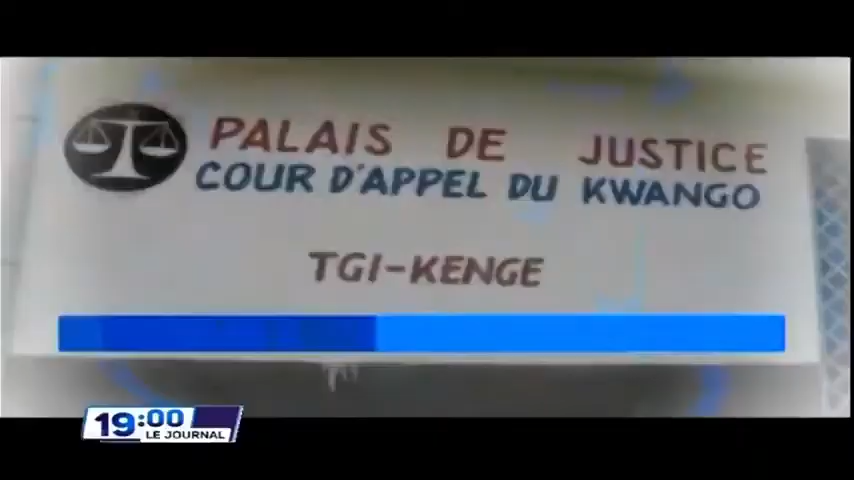 PALAIS DE JUSTICE
COUR D'APPEL DU KWANGO
TGI-KENGE
19:00
LE JOURNAL